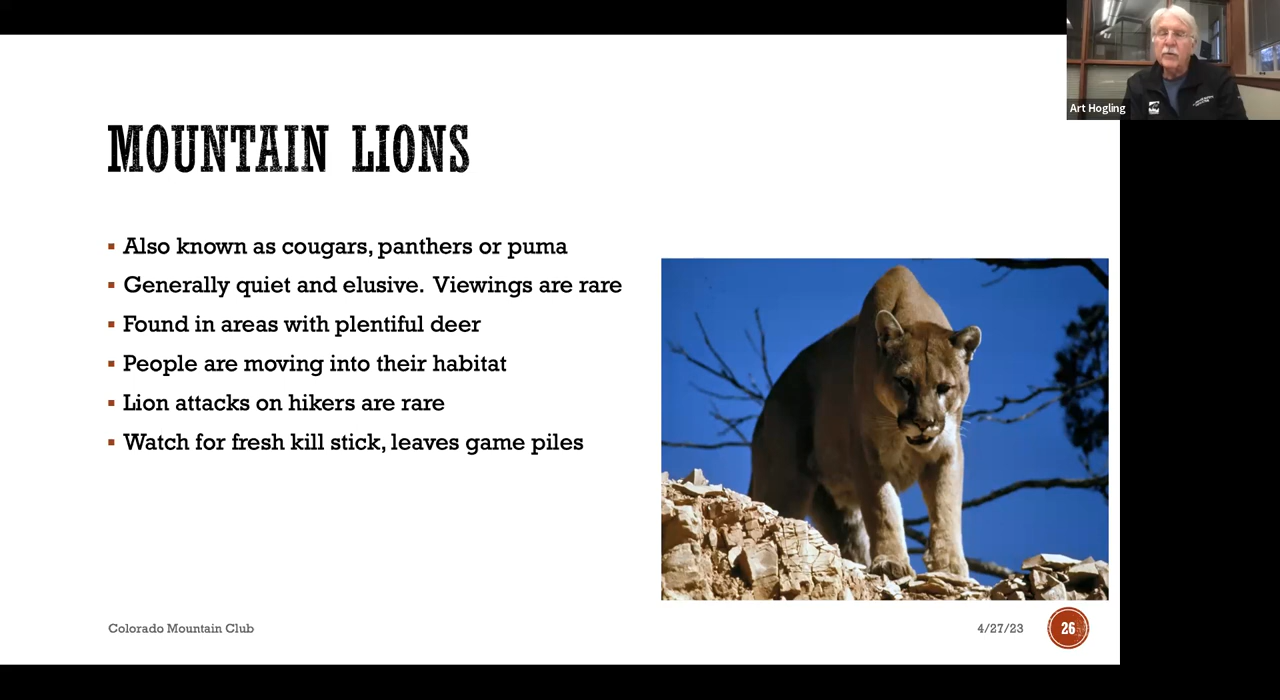 Art Hogling
MOUNTAIN LIONS
Also known as cougars, panthers or puma
Generally quiet and elusive. Viewings are rare
Found in areas with plentiful deer
People are moving into their habitat
Lion attacks on hikers are rare
Watch for fresh kill stick, leaves game piles
Colorado Mountain Club
4/27/23
26